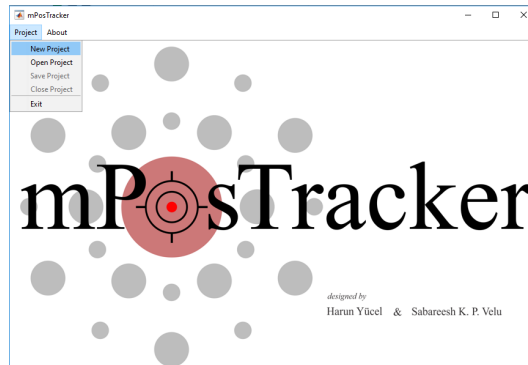 mPosTracker
Project About
New Project
Open Project
Save Project
Close Project
Exit
mPosTracker
designed by
Harun Yücel & Sabareesh K. P. Velu